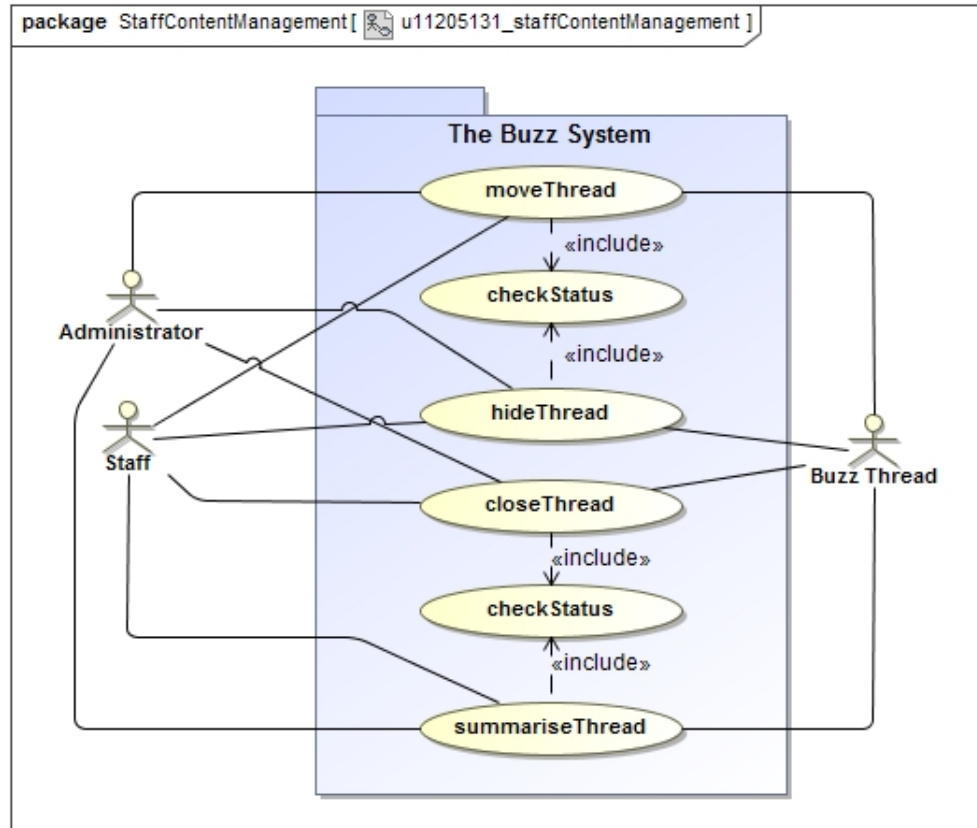 package StaffContentManagement [ u11205131_staffContentManagement ]
The Buzz System
moveThread
«include»
checkStatus
Administrator
«include»
hideThread
Staff
Buzz Thread
closeThread
«include»
checkStatus
«include»
summariseThread